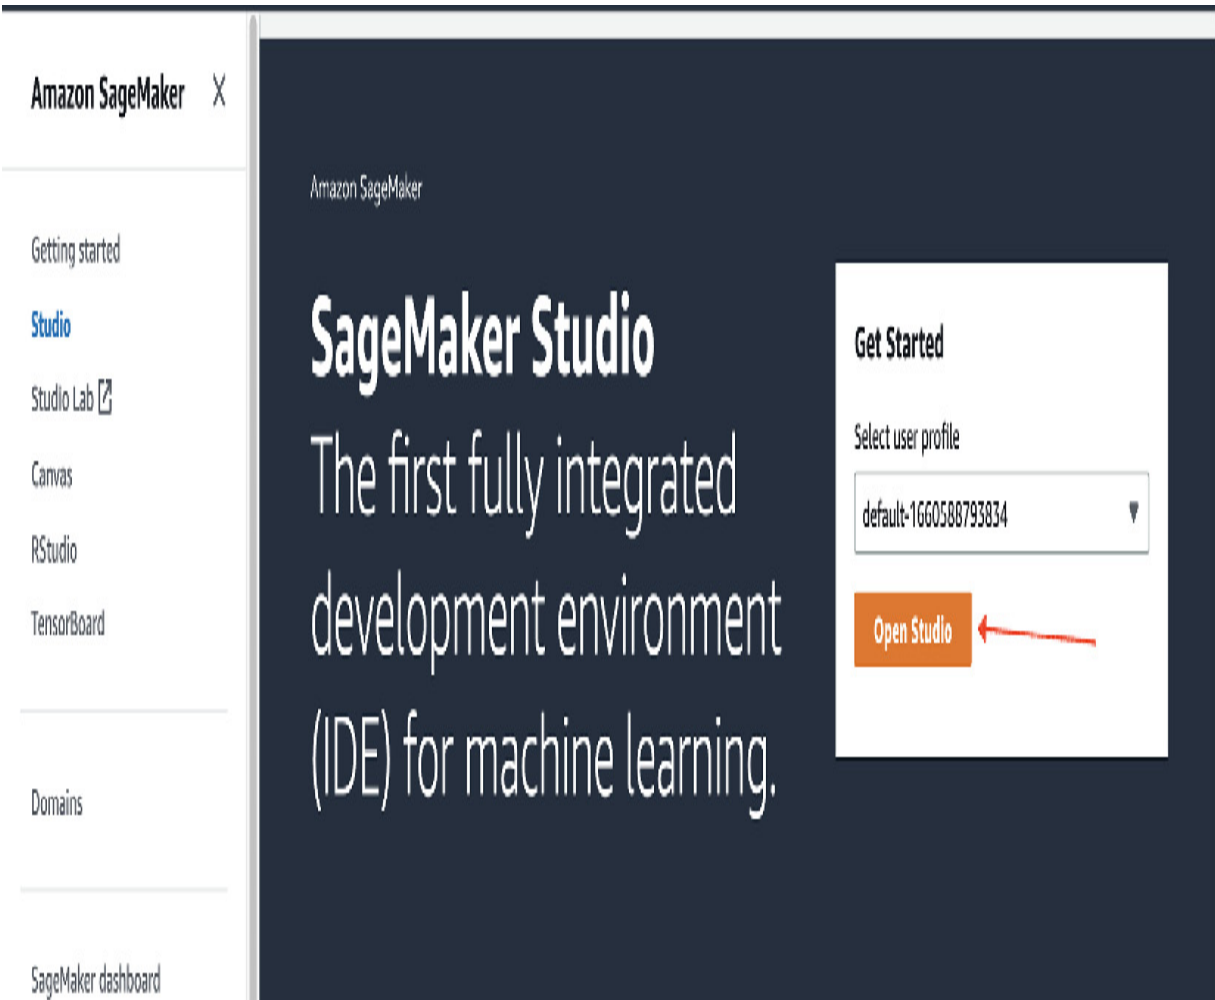 Amazon SageMaker X
Getting started
Studio
Studio Lab
Canvas
RStudio
TensorBoard
Domains
SageMaker dashboard
Amazon SageMaker
SageMaker Studio
The first fully integrated
development environment
(IDE) for machine learning.
Get Started
Select user profile
default-1660588793834
Open Studio